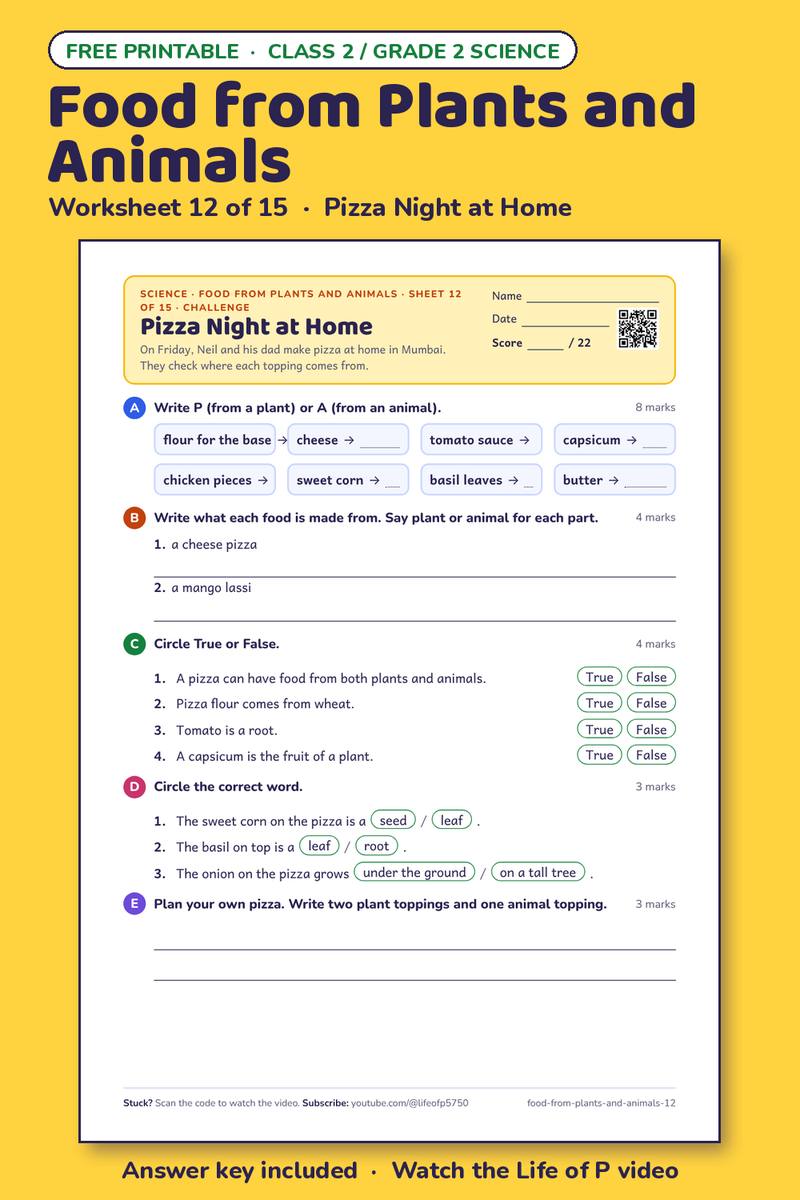 FREE PRINTABLE · CLASS 2 / GRADE 2 SCIENCE
Food from Plants and
Animals
Worksheet 12 of 15 · Pizza Night at Home
SCIENCE · FOOD FROM PLANTS AND ANIMALS · SHEET 12
OF 15 · CHALLENGE
Pizza Night at Home
On Friday, Neil and his dad make pizza at home in Mumbai.
They check where each topping comes from.
Name
Date
Score / 22
A Write P (from a plant) or A (from an animal). 8 marks
flour for the base → cheese → tomato sauce → capsicum →
chicken pieces → sweet corn → basil leaves → butter →
B Write what each food is made from. Say plant or animal for each part. 4 marks
1. a cheese pizza
2. a mango lassi
C Circle True or False. 4 marks
1. A pizza can have food from both plants and animals. True False
2. Pizza flour comes from wheat. True False
3. Tomato is a root. True False
4. A capsicum is the fruit of a plant. True False
D Circle the correct word. 3 marks
1. The sweet corn on the pizza is a seed / leaf .
2. The basil on top is a leaf / root .
3. The onion on the pizza grows under the ground / on a tall tree .
E Plan your own pizza. Write two plant toppings and one animal topping. 3 marks
Stuck? Scan the code to watch the video. Subscribe: youtube.com/@lifeofp5750 food-from-plants-and-animals-12
Answer key included · Watch the Life of P video